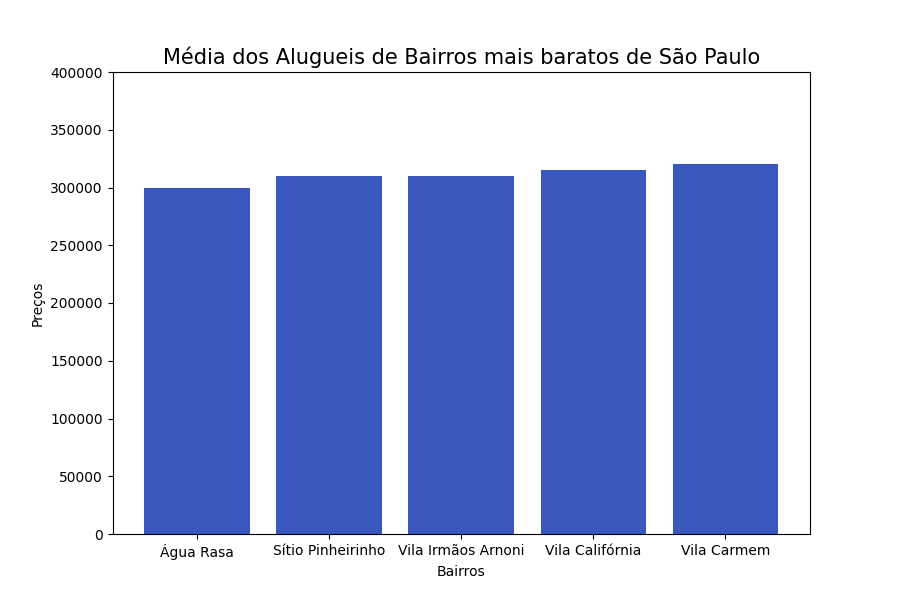 Média dos Alugueis de Bairros mais baratos de São Paulo
400000
350000
300000
250000
200000
150000
100000
50000
0
Preços
Água Rasa Sítio Pinheirinho Vila Irmãos Arnoni Vila Califórnia Vila Carmem
Bairros